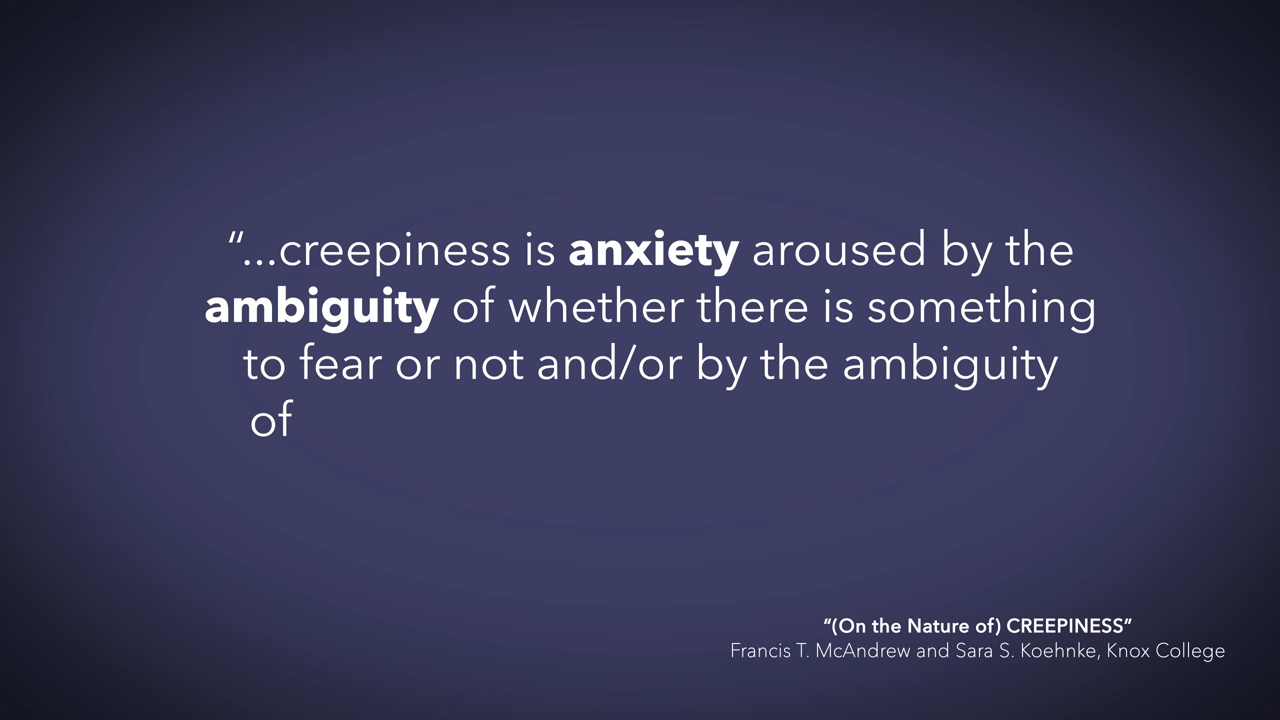 “...creepiness is anxiety aroused by the
ambiguity of whether there is something
to fear or not and/or by the ambiguity
of
“(On the Nature of) CREEPINESS”
Francis T. McAndrew and Sara S. Koehnke, Knox College